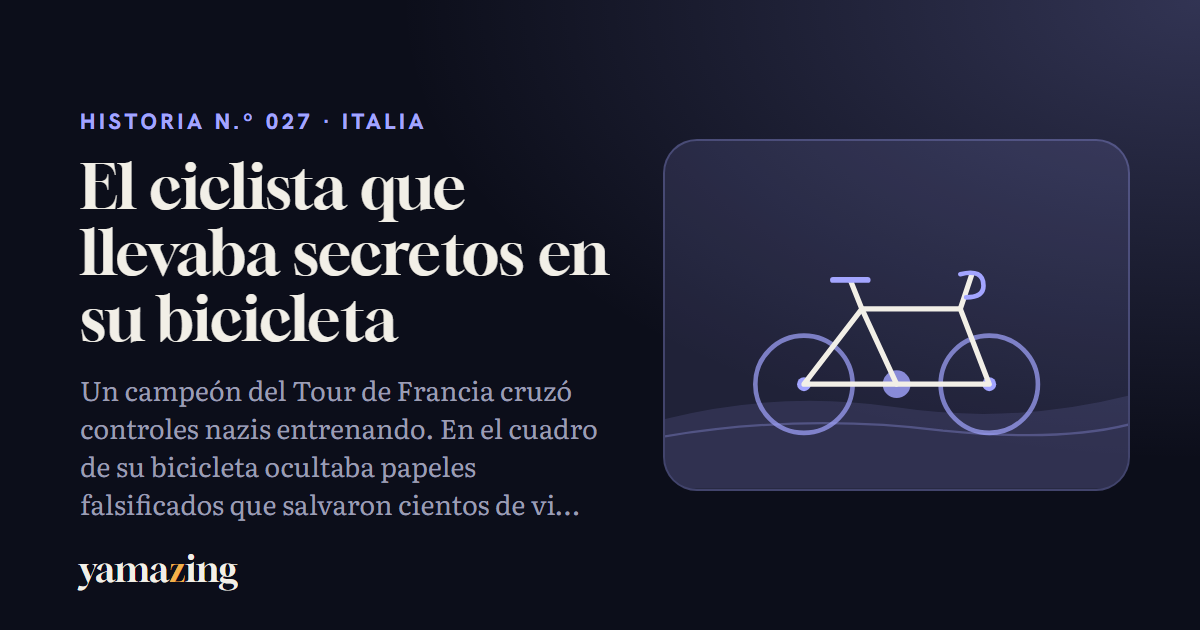 HISTORIA N.º 027 · ITALIA
El ciclista que
llevaba secretos en
su bicicleta
Un campeón del Tour de Francia cruzó
controles nazis entrenando. En el cuadro
de su bicicleta ocultaba papeles
falsificados que salvaron cientos de vi...
yamazing